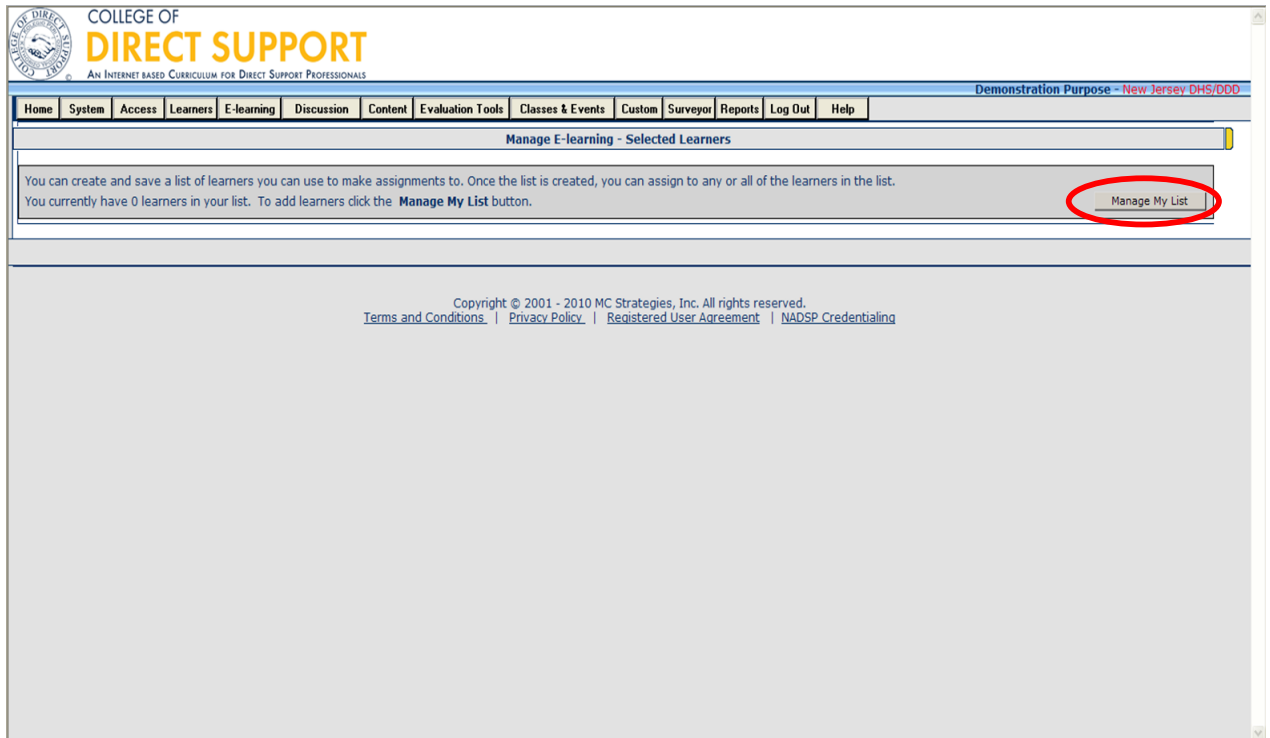 COLLEGE OF
DIRECT SUPPORT
AN INTERNET BASED CURRICULUM FOR DIRECT SUPPORT PROFESSIONALS
Demonstration Purpose - New Jersey DHS/DDD
Home System Access Learners E-learning Discussion Content Evaluation Tools Classes & Events Custom Surveyor Reports Log Out Help
Manage E-learning - Selected Learners
You can create and save a list of learners you can use to make assignments to. Once the list is created, you can assign to any or all of the learners in the list.
You currently have 0 learners in your list. To add learners click the Manage My List button.
Manage My List
Copyright © 2001 - 2010 MC Strategies, Inc. All rights reserved.
Terms and Conditions | Privacy Policy | Registered User Agreement | NADSP Credentialing